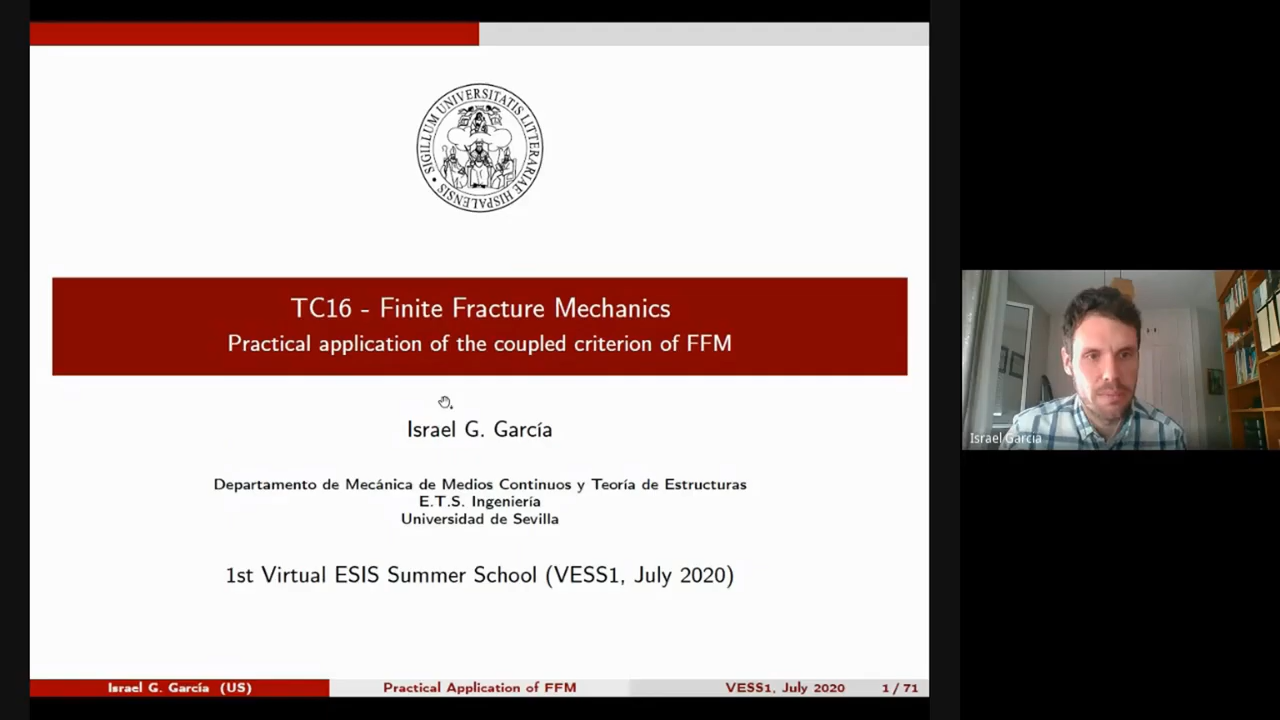 SIGILLUM UNIVERSITATIS LITTERARIAE HISPALENSIS
TC16 - Finite Fracture Mechanics
Practical application of the coupled criterion of FFM
Israel G. García
Departamento de Mecánica de Medios Continuos y Teoría de Estructuras
E.T.S. Ingeniería
Universidad de Sevilla
1st Virtual ESIS Summer School (VESS1, July 2020)
Israel G. García (US)
Practical Application of FFM
VESS1, July 2020
1 / 71
Israel Garcia